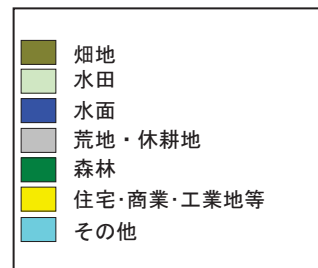 畑地
水田
水面
荒地・休耕地
森林
住宅・商業・工業地等
その他